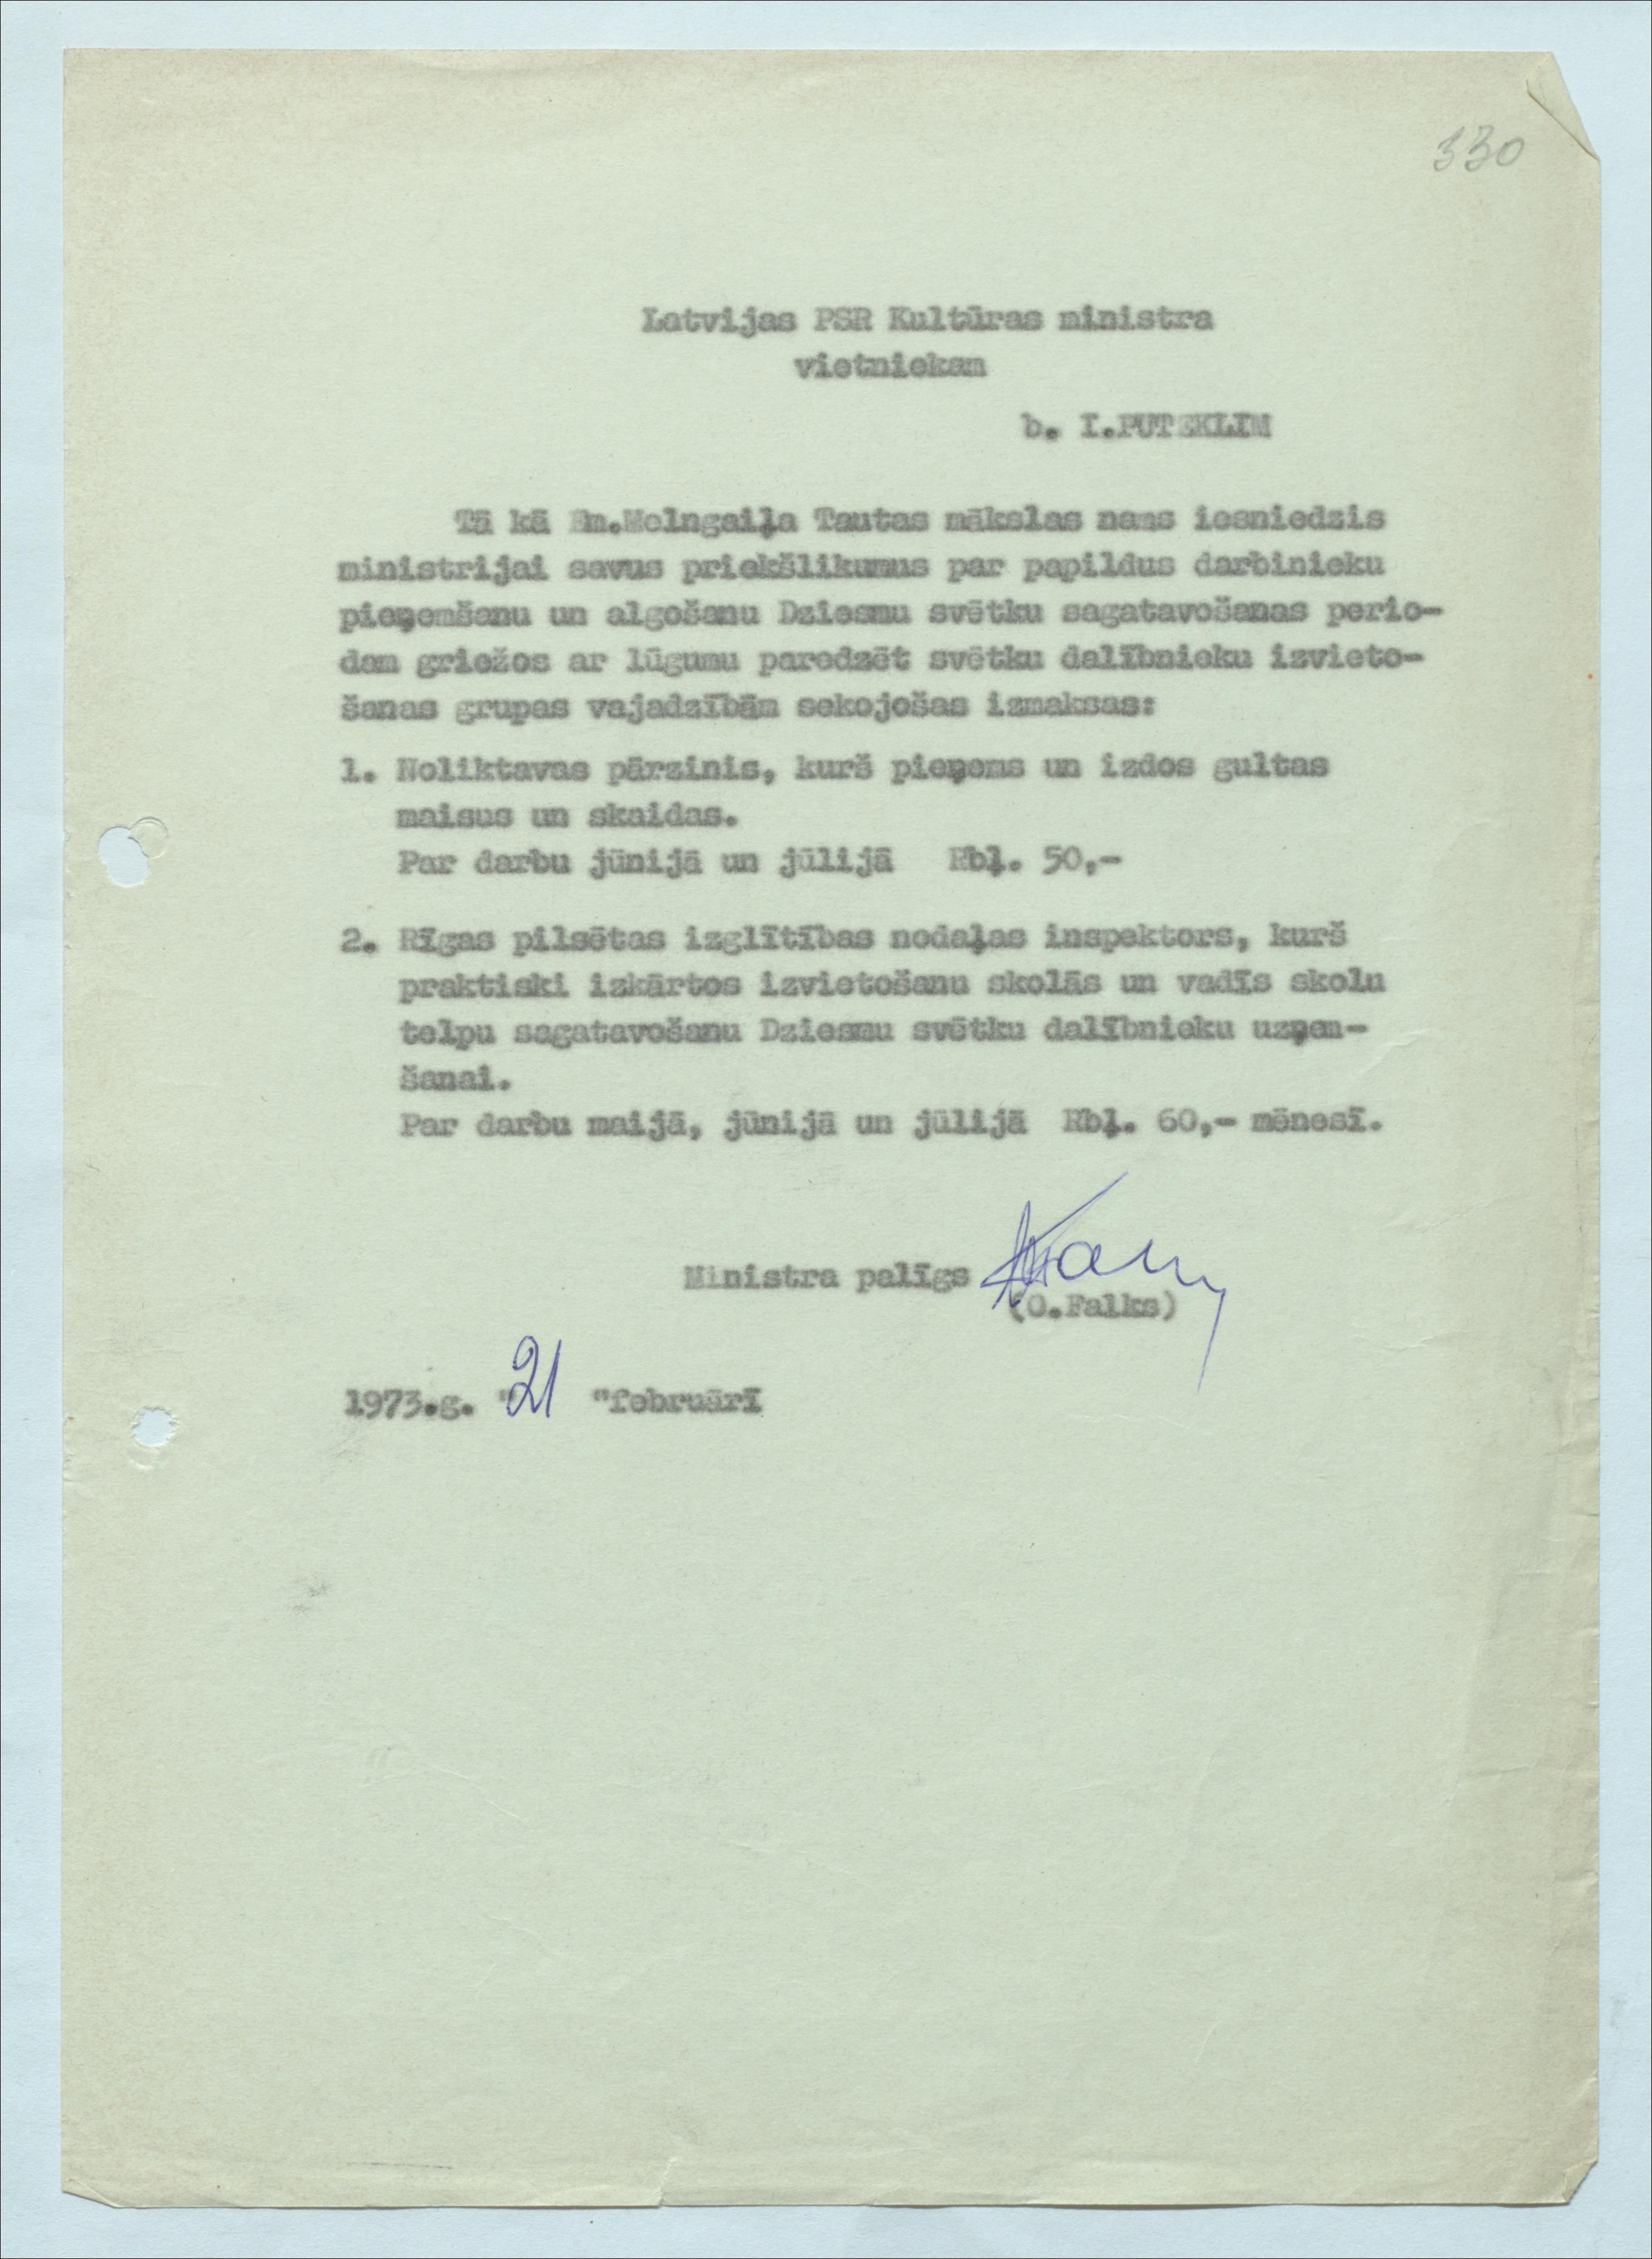 330
Latvijas PSR Kultūras ministra
vietniekam
b. I.PUTEKLIM
Tā kā Em.Melngaiļa Tautas mākslas nams iesniedzis
ministrijai savus priekšlikumus par papildus darbinieku
pieņemšanu un algošanu Dziesmu svētku sagatavošanas perio-
dam griežos ar lūgumu paredzēt svētku dalībnieku izvieto-
šanas grupas vajadzībām sekojošas izmaksas:
1. Noliktavas pārzinis, kurš pieņems un izdos gultas
maisus un skaidas.
Par darbu jūnijā un jūlijā Rbļ. 50,-
2. Rīgas pilsētas izglītības nodaļas inspektors, kurš
praktiski izkārtos izvietošanu skolās un vadīs skolu
telpu sagatavošanu Dziesmu svētku dalībnieku uzņem-
šanai.
Par darbu maijā, jūnijā un jūlijā Rbļ. 60,- mēnesī.
Ministra palīgs
(O.Falks)
1973.g. "21 "februārī